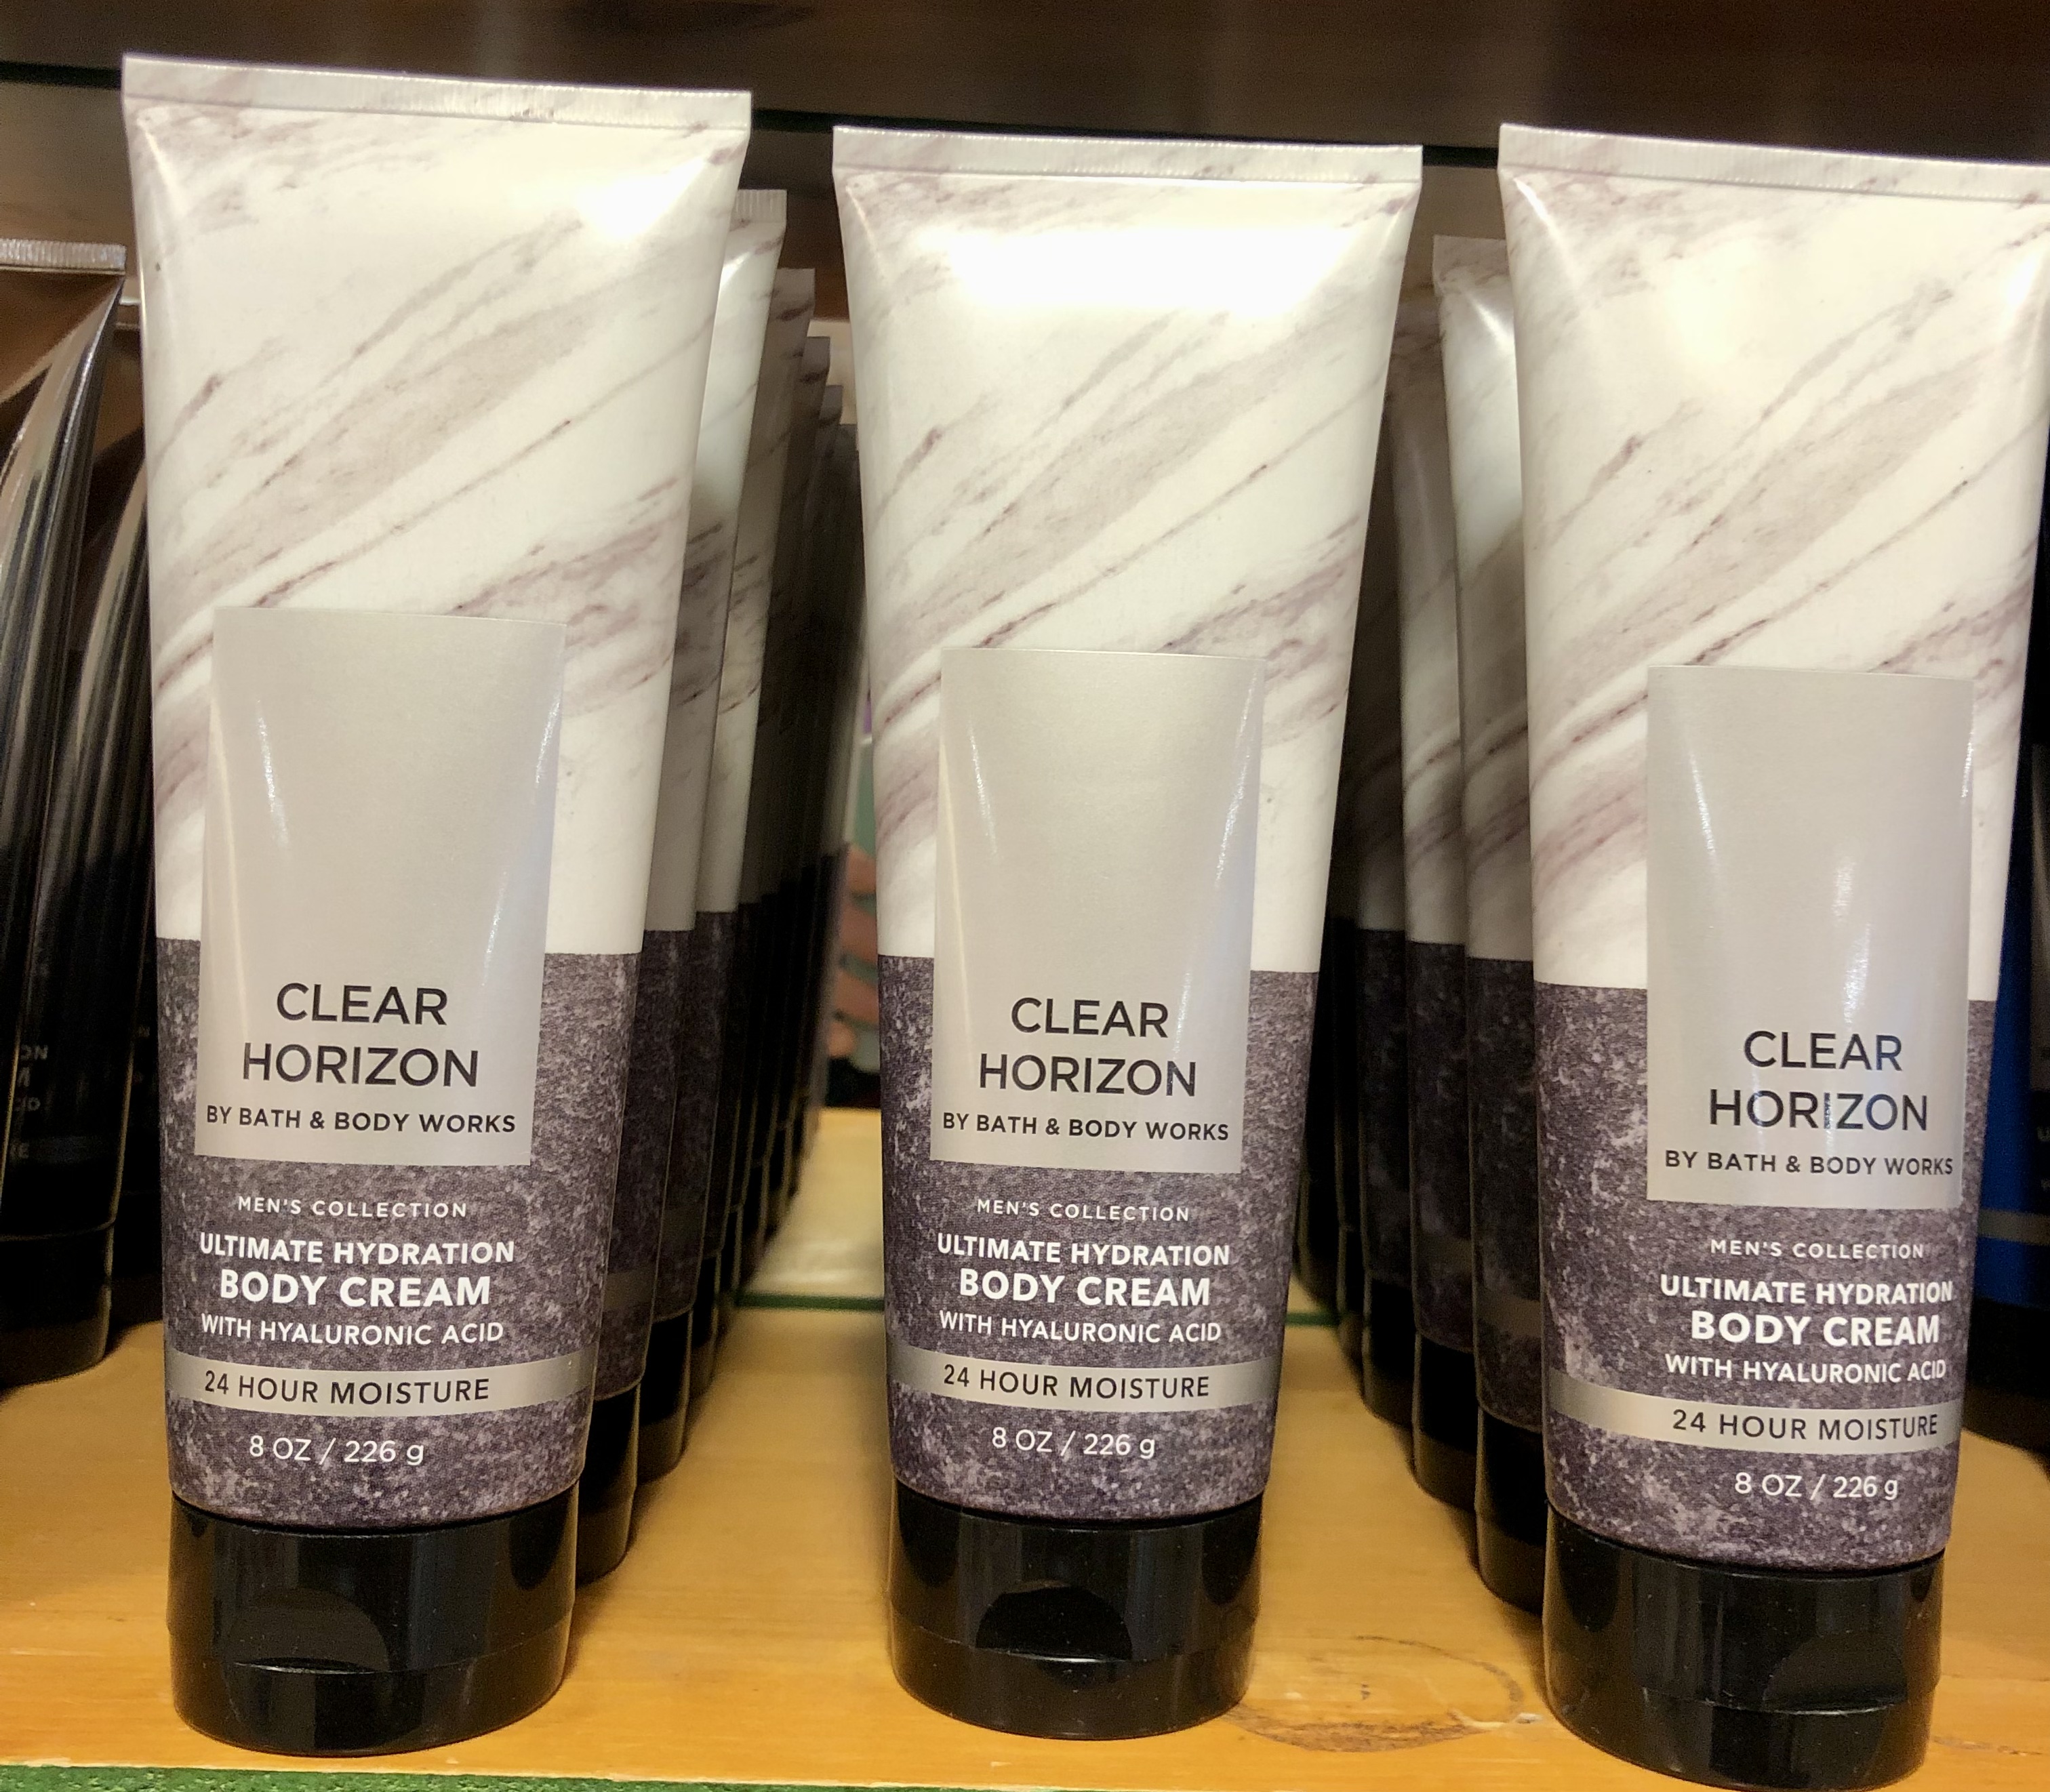 CLEAR
HORIZON
BY BATH & BODY WORKS
MEN'S COLLECTION
ULTIMATE HYDRATION
BODY CREAM
WITH HYALURONIC ACID
24 HOUR MOISTURE
8 OZ / 226 g
CLEAR
HORIZON
BY BATH & BODY WORKS
MEN'S COLLECTION
ULTIMATE HYDRATION
BODY CREAM
WITH HYALURONIC ACID
24 HOUR MOISTURE
8 OZ / 226 g
CLEAR
HORIZON
BY BATH & BODY WORKS
MEN'S COLLECTION
ULTIMATE HYDRATION
BODY CREAM
WITH HYALURONIC ACID
24 HOUR MOISTURE
8 OZ / 226 g